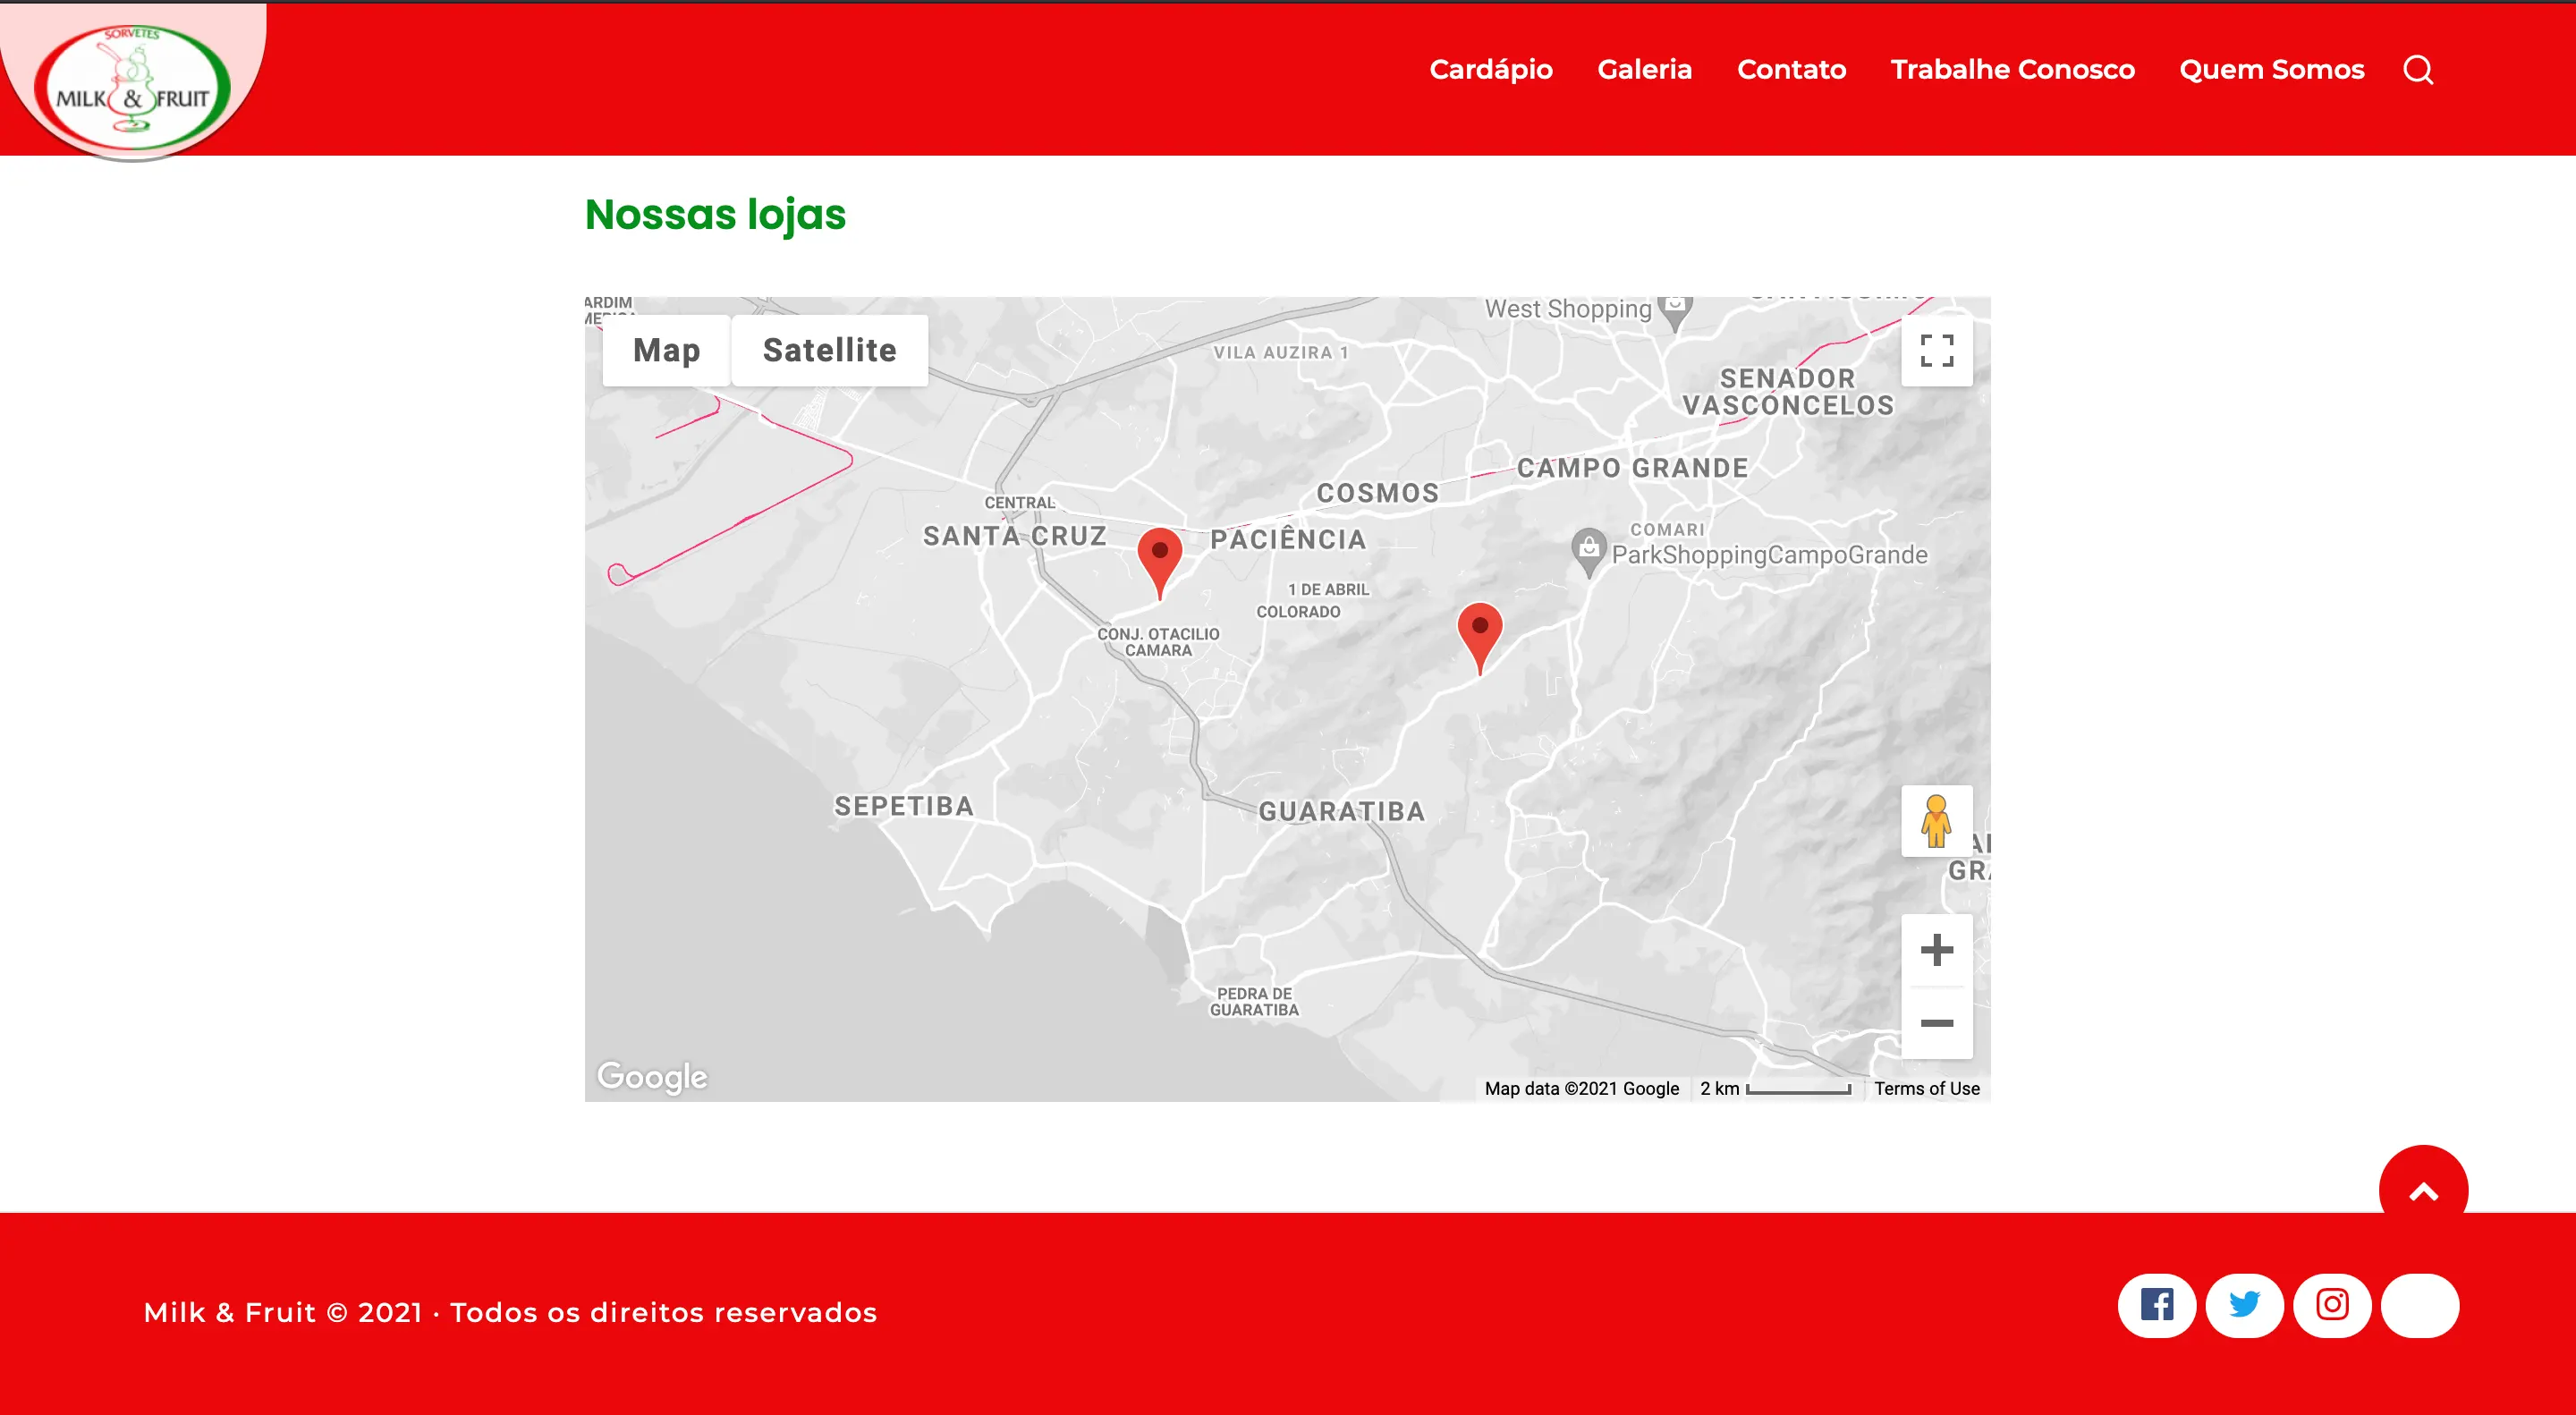 SORVETES
MILK & FRUIT
Cardápio Galeria Contato Trabalhe Conosco Quem Somos
Nossas lojas
ARDIM
Map Satellite
West Shopping
VILA AUZIRA 1
SENADOR
VASCONCELOS
CAMPO GRANDE
COSMOS
CENTRAL
SANTA CRUZ
PACIÊNCIA
COMARI
ParkShoppingCampoGrande
1 DE ABRIL
COLORADO
CONJ. OTACILIO
CAMARA
SEPETIBA
GUARATIBA
GRA
PEDRA DE
GUARATIBA
Google
Map data ©2021 Google 2 km Terms of Use
Milk & Fruit © 2021 · Todos os direitos reservados